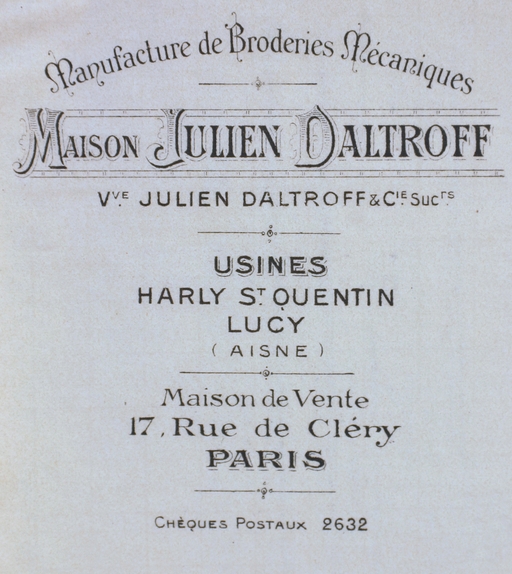 Manufacture de Broderies Mécaniques
MAISON JULIEN DALTROFF
Vve JULIEN DALTROFF & Cie Sucrs
USINES
HARLY ST QUENTIN
LUCY
( AISNE )
Maison de Vente
17, Rue de Cléry
PARIS
CHÈQUES POSTAUX 2632